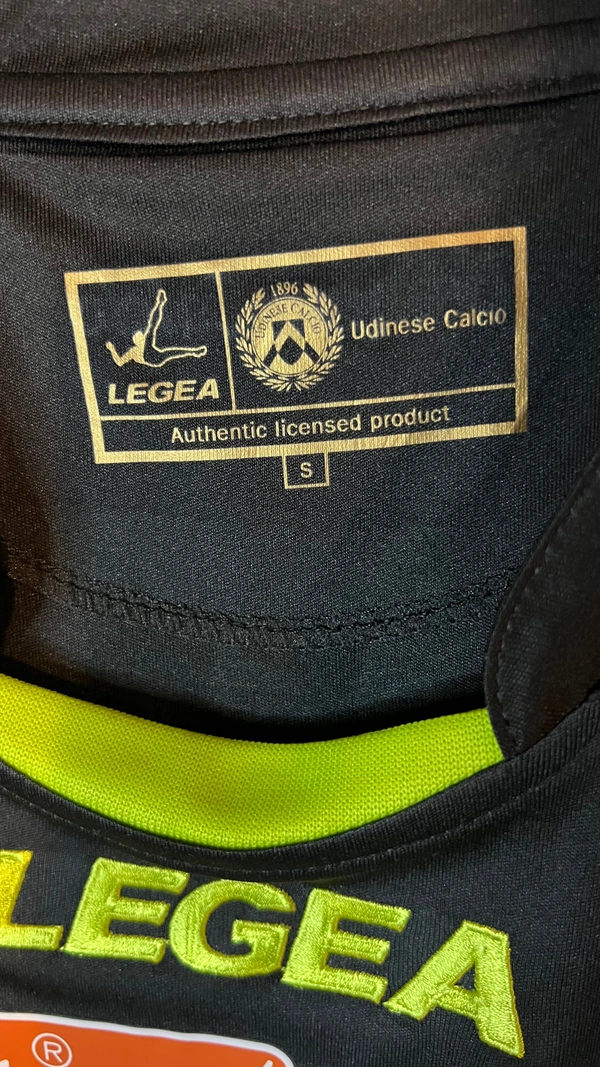 1896
UDINESE CALCIO
Udinese Calcio
LEGEA
Authentic licensed product
S
LEGEA
®